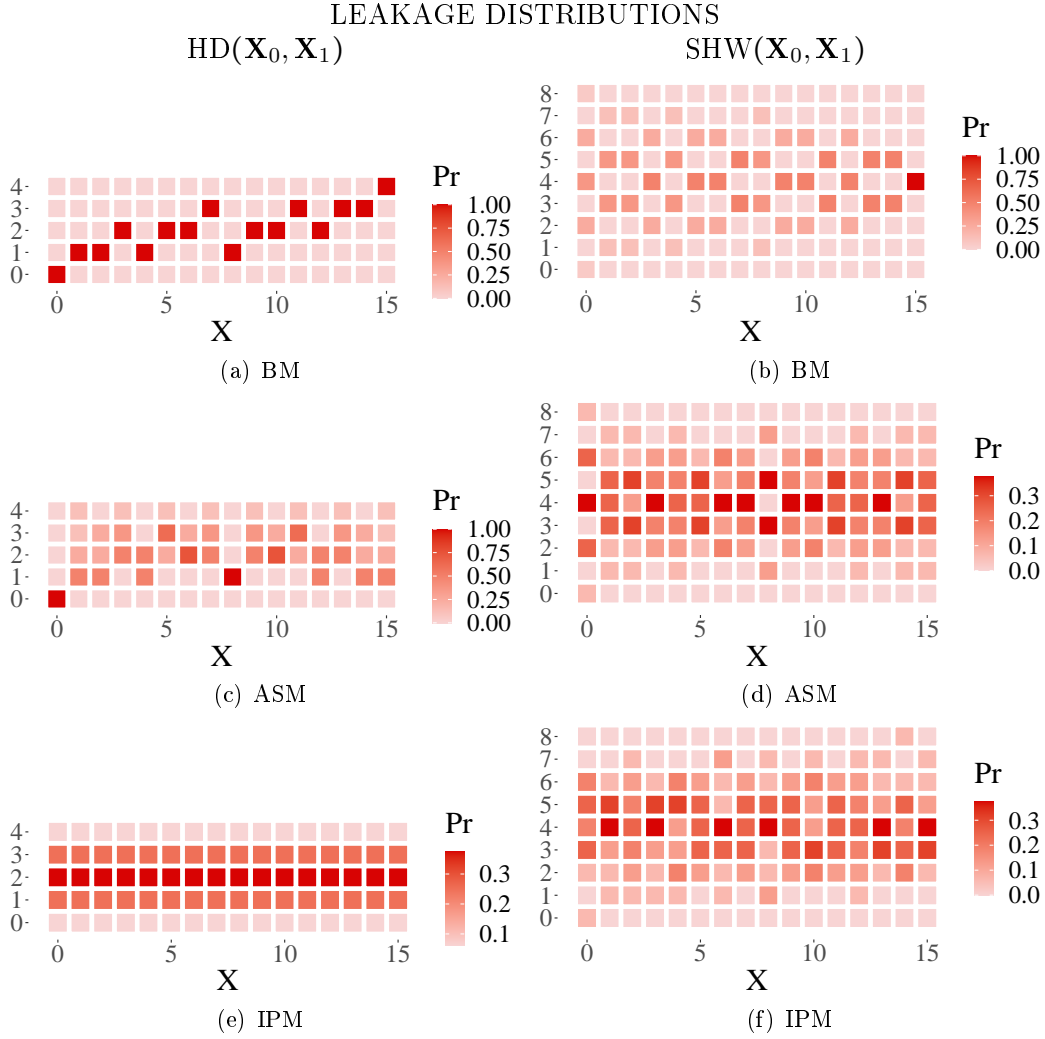 LEAKAGE DISTRIBUTIONS
HD(X₀, X₁)
SHW(X₀, X₁)
4
3
2
1
0
0 5 10 15
X
Pr
1.00
0.75
0.50
0.25
0.00
(a) BM
8
7
6
5
4
3
2
1
0
0 5 10 15
X
Pr
1.00
0.75
0.50
0.25
0.00
(b) BM
4
3
2
1
0
0 5 10 15
X
Pr
1.00
0.75
0.50
0.25
0.00
(c) ASM
8
7
6
5
4
3
2
1
0
0 5 10 15
X
Pr
0.3
0.2
0.1
0.0
(d) ASM
4
3
2
1
0
0 5 10 15
X
Pr
0.3
0.2
0.1
(e) IPM
8
7
6
5
4
3
2
1
0
0 5 10 15
X
Pr
0.3
0.2
0.1
0.0
(f) IPM